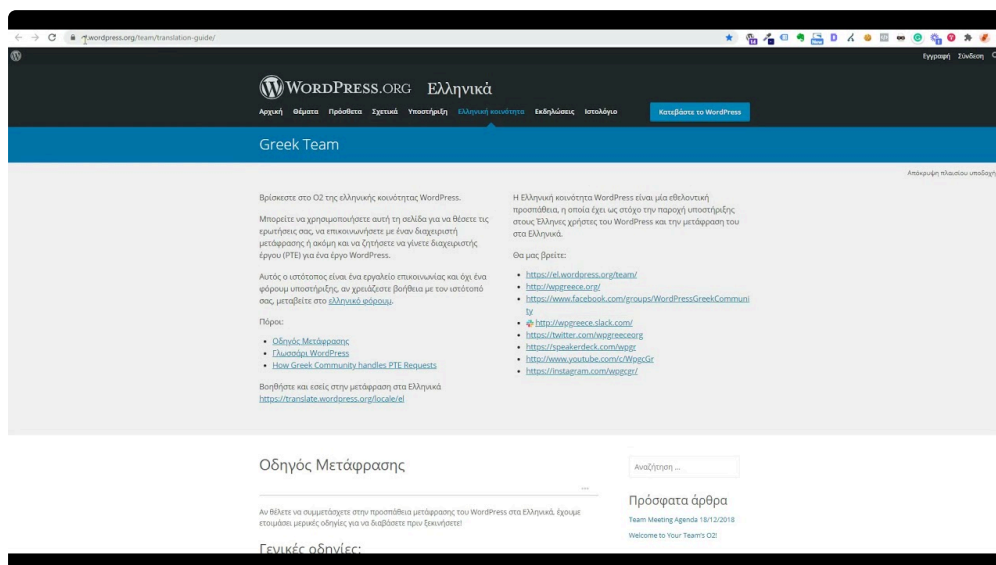 el.wordpress.org/team/translation-guide/
Εγγραφή Σύνδεση
WORDPRESS.ORG Ελληνικά
Αρχική Θέματα Πρόσθετα Σχετικά Υποστήριξη Ελληνική κοινότητα Εκδηλώσεις Ιστολόγιο Κατεβάστε το WordPress
Greek Team
Απόκρυψη πλαισίου υποδοχή
Βρίσκεστε στο O2 της ελληνικής κοινότητας WordPress.
Μπορείτε να χρησιμοποιήσετε αυτή τη σελίδα για να θέσετε τις
ερωτήσεις σας, να επικοινωνήσετε με έναν διαχειριστή
μετάφρασης ή ακόμη και να ζητήσετε να γίνετε διαχειριστής
έργου (PTE) για ένα έργο WordPress.
Αυτός ο ιστότοπος είναι ένα εργαλείο επικοινωνίας και όχι ένα
φόρουμ υποστήριξης, αν χρειάζεστε βοήθεια με τον ιστότοπό
σας, μεταβείτε στο ελληνικό φόρουμ.
Πόροι:
Οδηγός Μετάφρασης
Γλωσσάρι WordPress
How Greek Community handles PTE Requests
Βοηθήστε και εσείς στην μετάφραση στα Ελληνικά
https://translate.wordpress.org/locale/el
Η Ελληνική κοινότητα WordPress είναι μία εθελοντική
προσπάθεια, η οποία έχει ως στόχο την παροχή υποστήριξης
στους Έλληνες χρήστες του WordPress και την μετάφραση του
στα Ελληνικά.
Θα μας βρείτε:
https://el.wordpress.org/team/
http://wpgreece.org/
https://www.facebook.com/groups/WordPressGreekCommuni
ty
http://wpgreece.slack.com/
https://twitter.com/wpgreeceorg
https://speakerdeck.com/wpgr
http://www.youtube.com/c/WpgcGr
https://instagram.com/wpgcgr/
Οδηγός Μετάφρασης
Αν θέλετε να συμμετάσχετε στην προσπάθεια μετάφρασης του WordPress στα Ελληνικά, έχουμε
ετοιμάσει μερικές οδηγίες για να διαβάσετε πριν ξεκινήσετε!
Γενικές οδηγίες:
Αναζήτηση ...
Πρόσφατα άρθρα
Team Meeting Agenda 18/12/2018
Welcome to Your Team's O2!